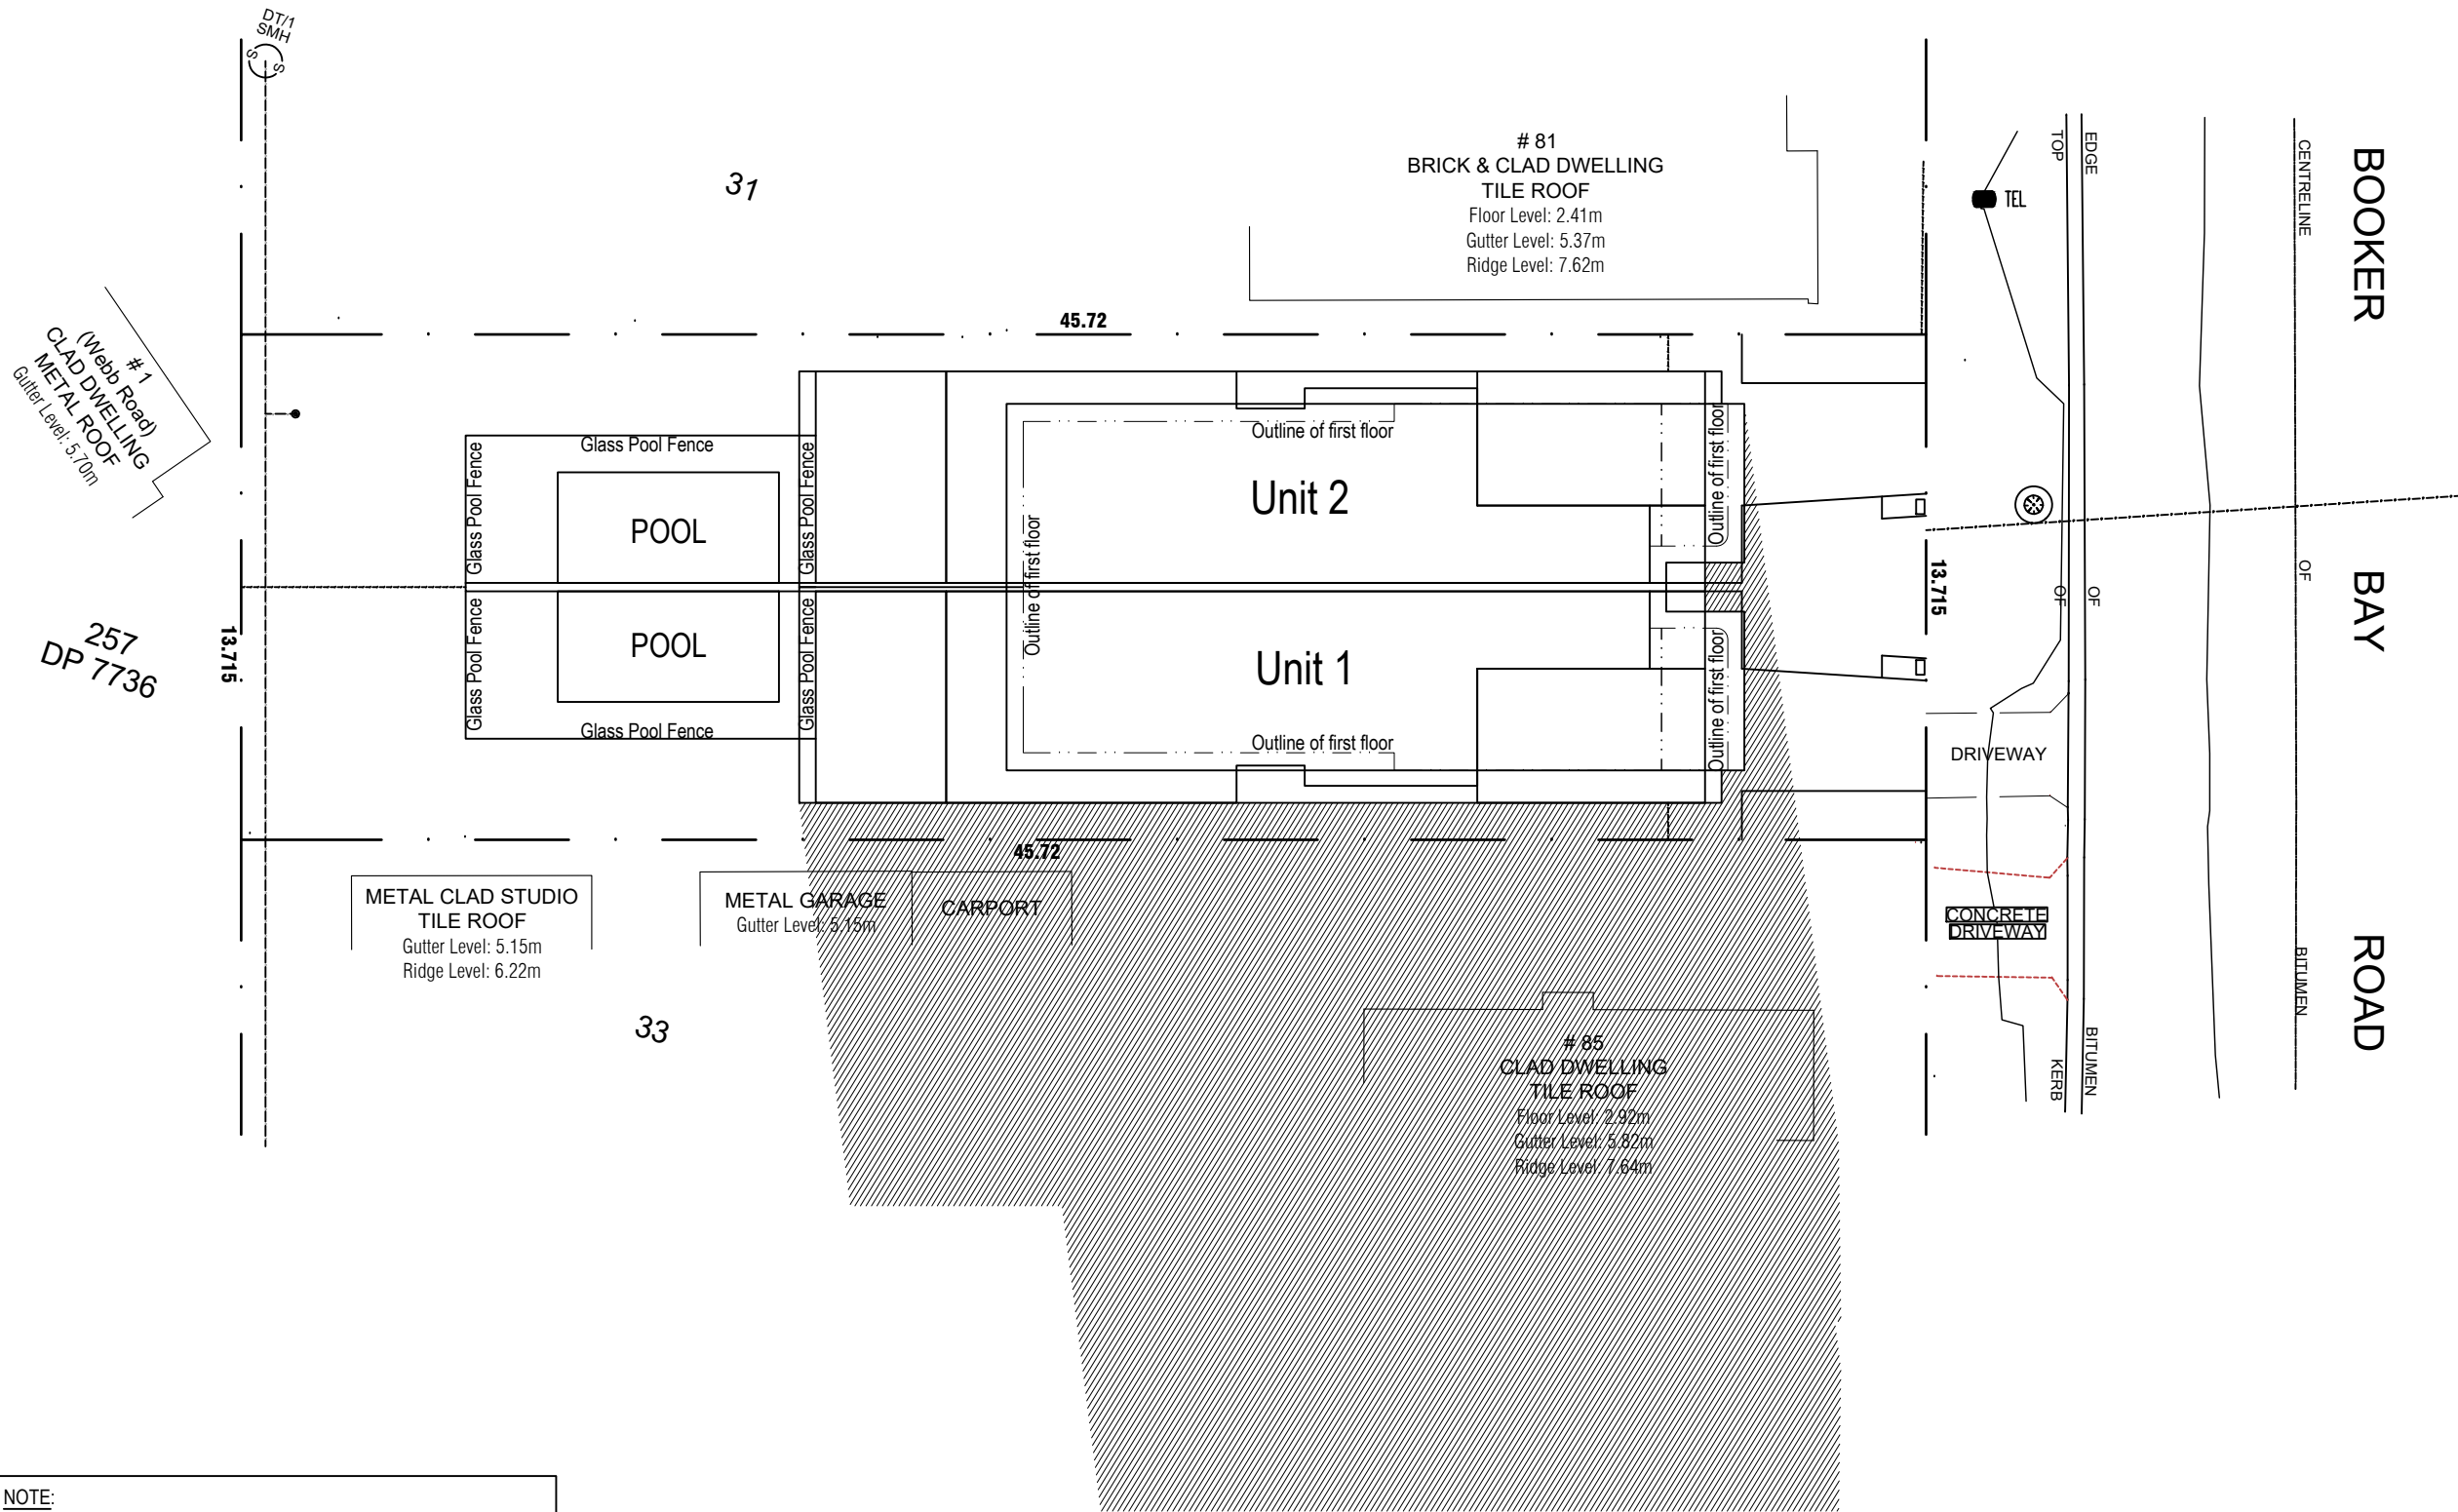 DT/1
SMH
S
S
31
# 81
BRICK & CLAD DWELLING
TILE ROOF
Floor Level: 2.41m
Gutter Level: 5.37m
Ridge Level: 7.62m
TEL
TOP
OF
KERB
EDGE
OF
BITUMEN
CENTRELINE
OF
BITUMEN
BOOKER
BAY
ROAD
45.72
# 1
(Webb Road)
CLAD DWELLING
METAL ROOF
Gutter Level: 5.70m
Glass Pool Fence
Glass Pool Fence
Glass Pool Fence
POOL
Outline of first floor
Unit 2
Outline of first floor
Outline of first floor
13.715
257
DP 7736
13.715
Glass Pool Fence
Glass Pool Fence
POOL
Glass Pool Fence
Unit 1
Outline of first floor
Outline of first floor
DRIVEWAY
45.72
METAL CLAD STUDIO
TILE ROOF
Gutter Level: 5.15m
Ridge Level: 6.22m
METAL GARAGE
Gutter Level: 5.15m
CARPORT
CONCRETE
DRIVEWAY
33
# 85
CLAD DWELLING
TILE ROOF
Floor Level: 2.92m
Gutter Level: 5.82m
Ridge Level: 7.64m
NOTE: